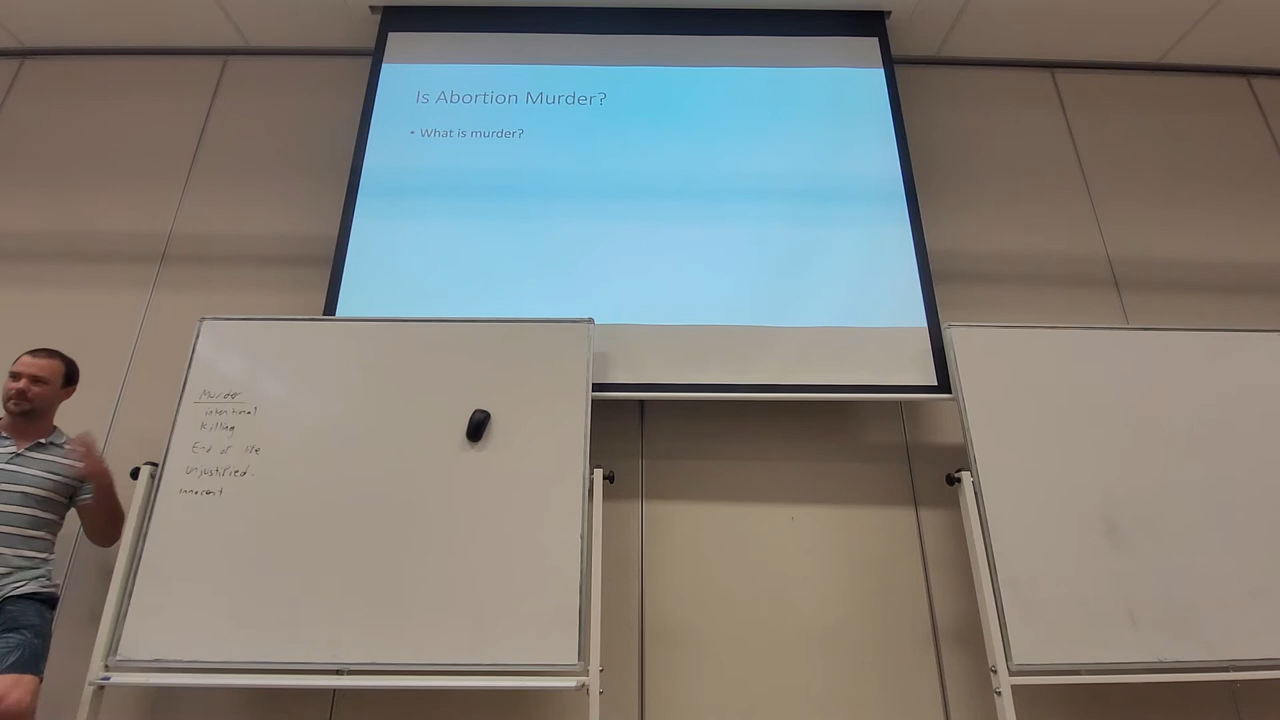 Is Abortion Murder?
• What is murder?
Murder
intentional
Killing
End of life
unjustified.
innocent